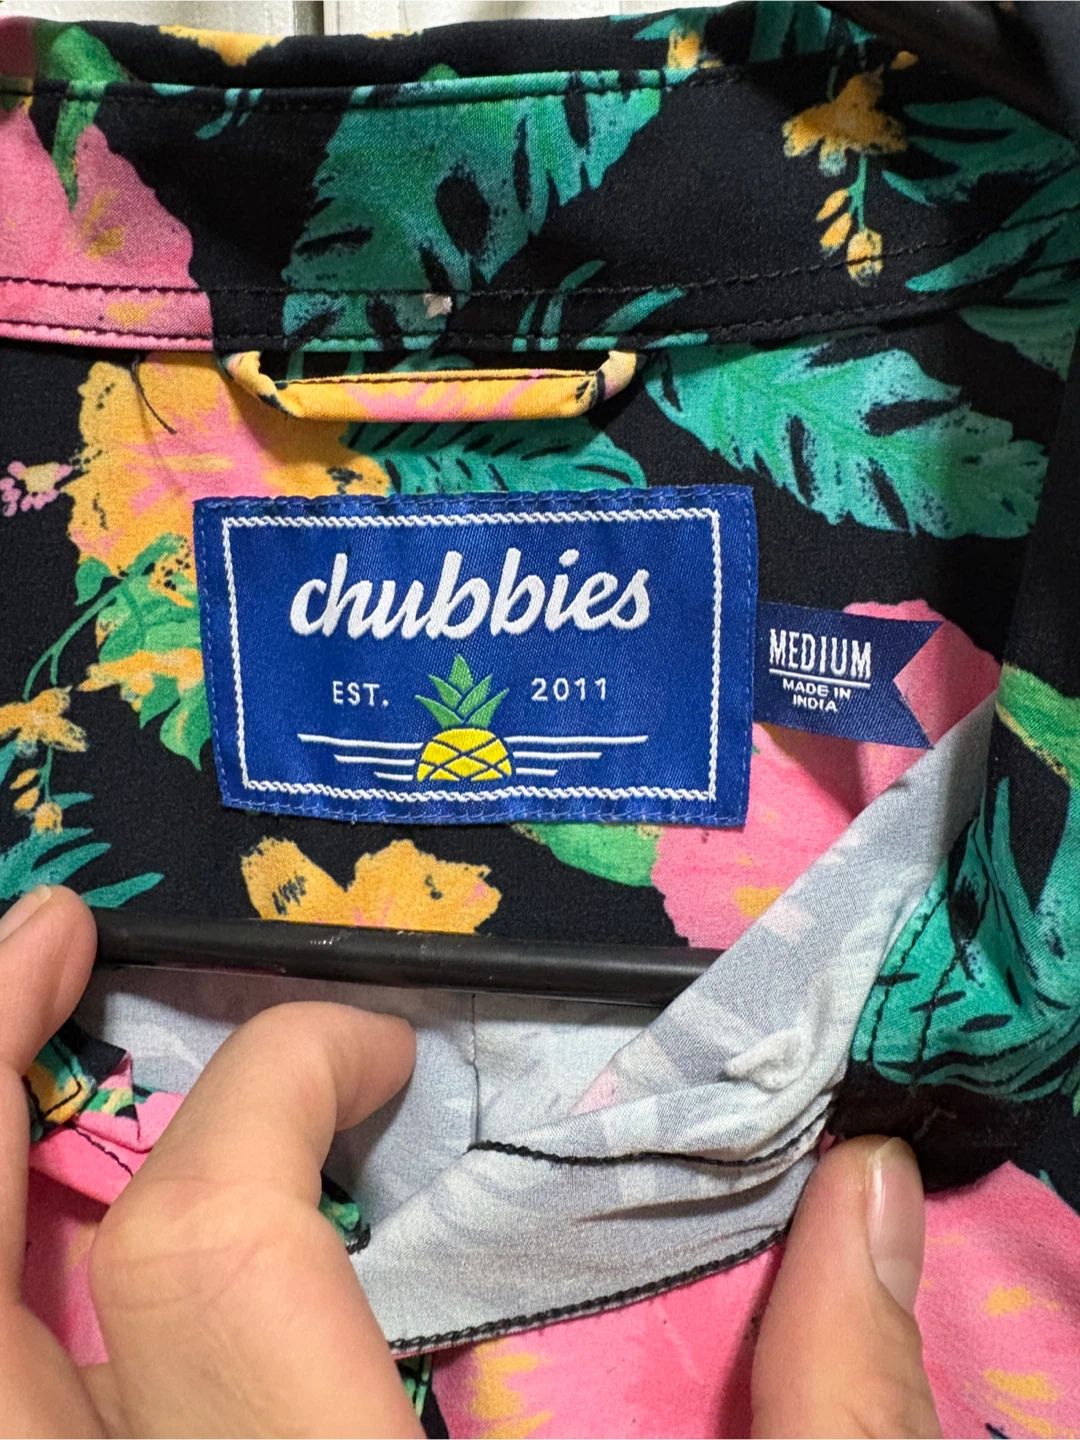 chubbies
EST. 2011
MEDIUM
MADE IN
INDIA